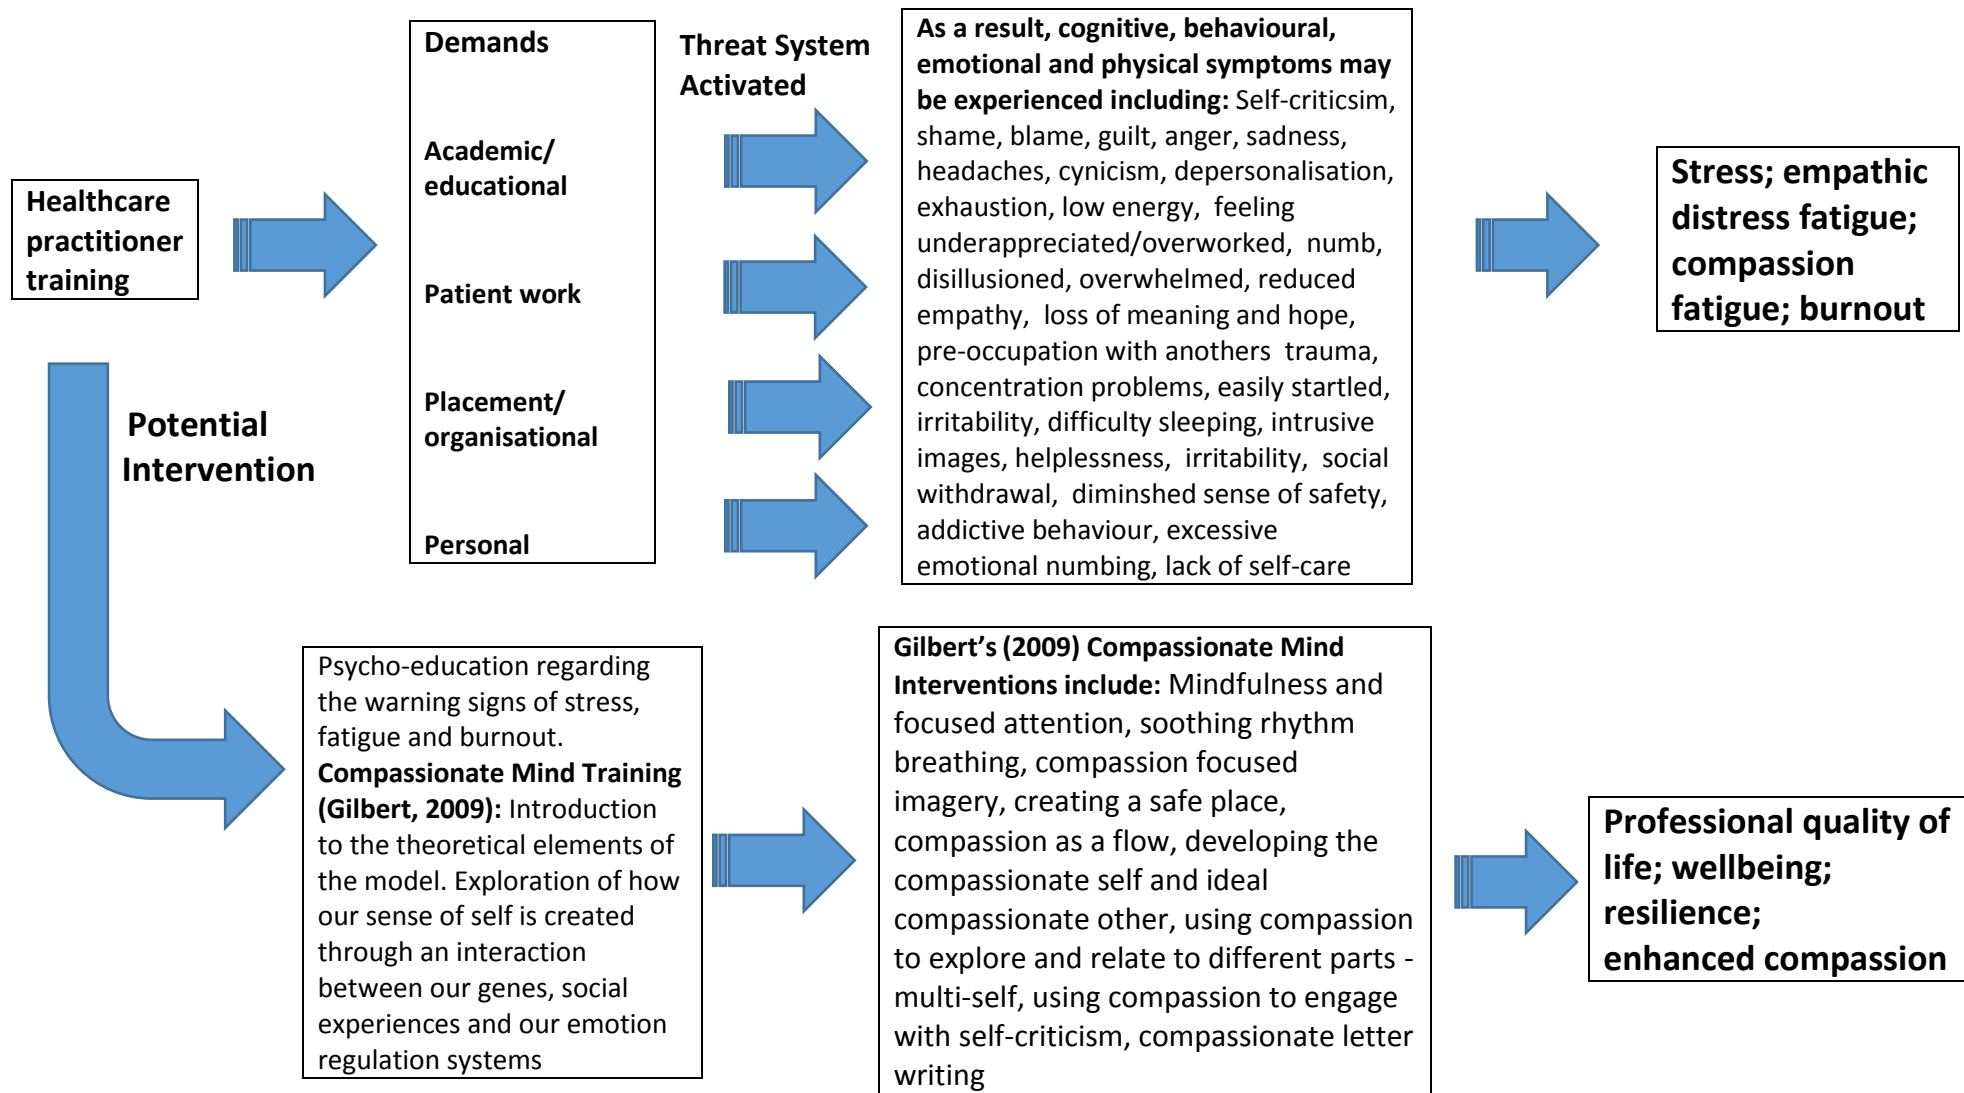 Healthcare
practitioner
training
Demands
Academic/
educational
Patient work
Placement/
organisational
Personal
Threat System
Activated
As a result, cognitive, behavioural,
emotional and physical symptoms may
be experienced including: Self-criticsim,
shame, blame, guilt, anger, sadness,
headaches, cynicism, depersonalisation,
exhaustion, low energy, feeling
underappreciated/overworked, numb,
disillusioned, overwhelmed, reduced
empathy, loss of meaning and hope,
pre-occupation with anothers trauma,
concentration problems, easily startled,
irritability, difficulty sleeping, intrusive
images, helplessness, irritability, social
withdrawal, diminshed sense of safety,
addictive behaviour, excessive
emotional numbing, lack of self-care
Stress; empathic
distress fatigue;
compassion
fatigue; burnout
Potential
Intervention
Psycho-education regarding
the warning signs of stress,
fatigue and burnout.
Compassionate Mind Training
(Gilbert, 2009): Introduction
to the theoretical elements of
the model. Exploration of how
our sense of self is created
through an interaction
between our genes, social
experiences and our emotion
regulation systems
Gilbert’s (2009) Compassionate Mind
Interventions include: Mindfulness and
focused attention, soothing rhythm
breathing, compassion focused
imagery, creating a safe place,
compassion as a flow, developing the
compassionate self and ideal
compassionate other, using compassion
to explore and relate to different parts -
multi-self, using compassion to engage
with self-criticism, compassionate letter
writing
Professional quality of
life; wellbeing;
resilience;
enhanced compassion